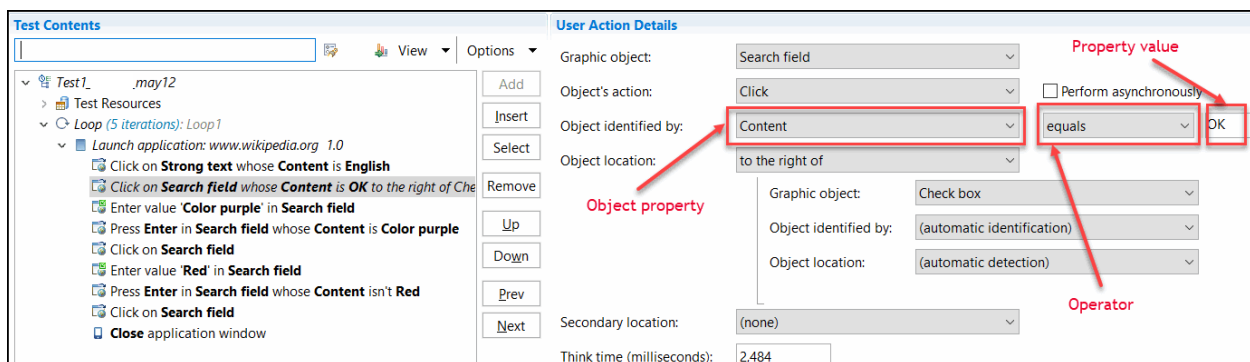 Test Contents
View
Options
Test1_ .may12
Test Resources
Loop (5 iterations): Loop1
Launch application: www.wikipedia.org 1.0
Click on Strong text whose Content is English
Click on Search field whose Content is OK to the right of Che
Enter value 'Color purple' in Search field
Press Enter in Search field whose Content is Color purple
Click on Search field
Enter value 'Red' in Search field
Press Enter in Search field whose Content isn't Red
Click on Search field
Close application window
Add
Insert
Select
Remove
Up
Down
Prev
Next
User Action Details
Property value
Graphic object: Search field
Object's action: Click Perform asynchronously
Object identified by: Content equals OK
Object location: to the right of
Graphic object: Check box
Object property
Object identified by: (automatic identification)
Object location: (automatic detection)
Operator
Secondary location: (none)
Think time (milliseconds): 2,484